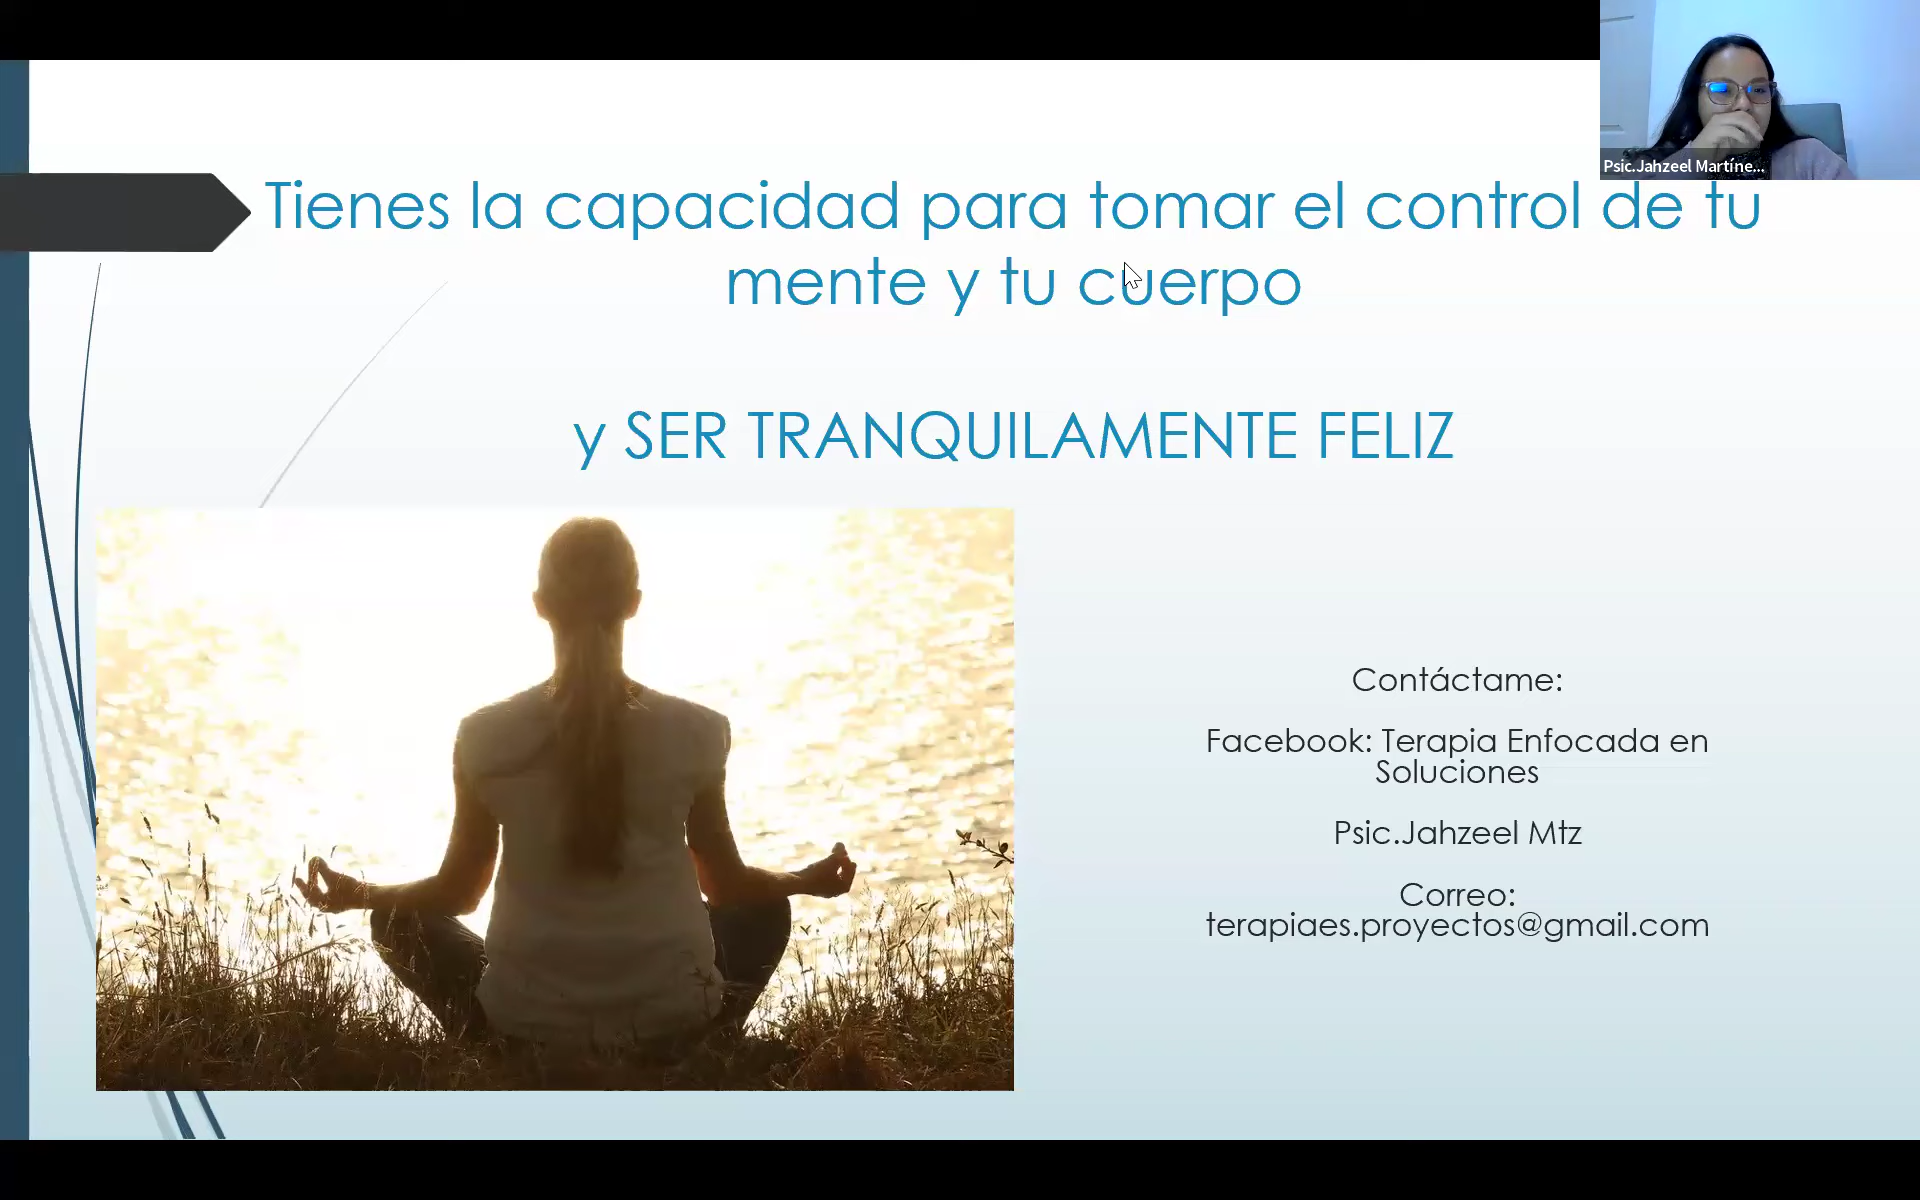 Psic.Jahzeel Martíne...
Tienes la capacidad para tomar el control de tu
mente y tu cuerpo
y SER TRANQUILAMENTE FELIZ
Contáctame:
Facebook: Terapia Enfocada en
Soluciones
Psic.Jahzeel Mtz
Correo:
terapiaes.proyectos@gmail.com